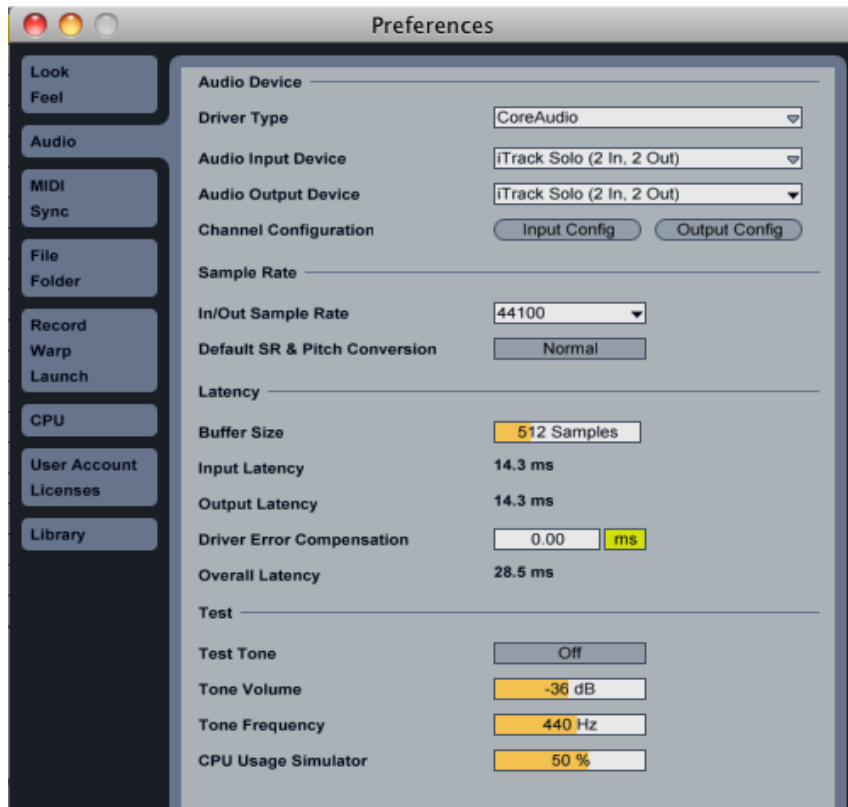 Preferences
Look
Feel
Audio
MIDI
Sync
File
Folder
Record
Warp
Launch
CPU
User Account
Licenses
Library
Audio Device
Driver Type CoreAudio
Audio Input Device iTrack Solo (2 In, 2 Out)
Audio Output Device iTrack Solo (2 In, 2 Out)
Channel Configuration Input Config Output Config
Sample Rate
In/Out Sample Rate 44100
Default SR & Pitch Conversion Normal
Latency
Buffer Size 512 Samples
Input Latency 14.3 ms
Output Latency 14.3 ms
Driver Error Compensation 0.00 ms
Overall Latency 28.5 ms
Test
Test Tone Off
Tone Volume -36 dB
Tone Frequency 440 Hz
CPU Usage Simulator 50 %